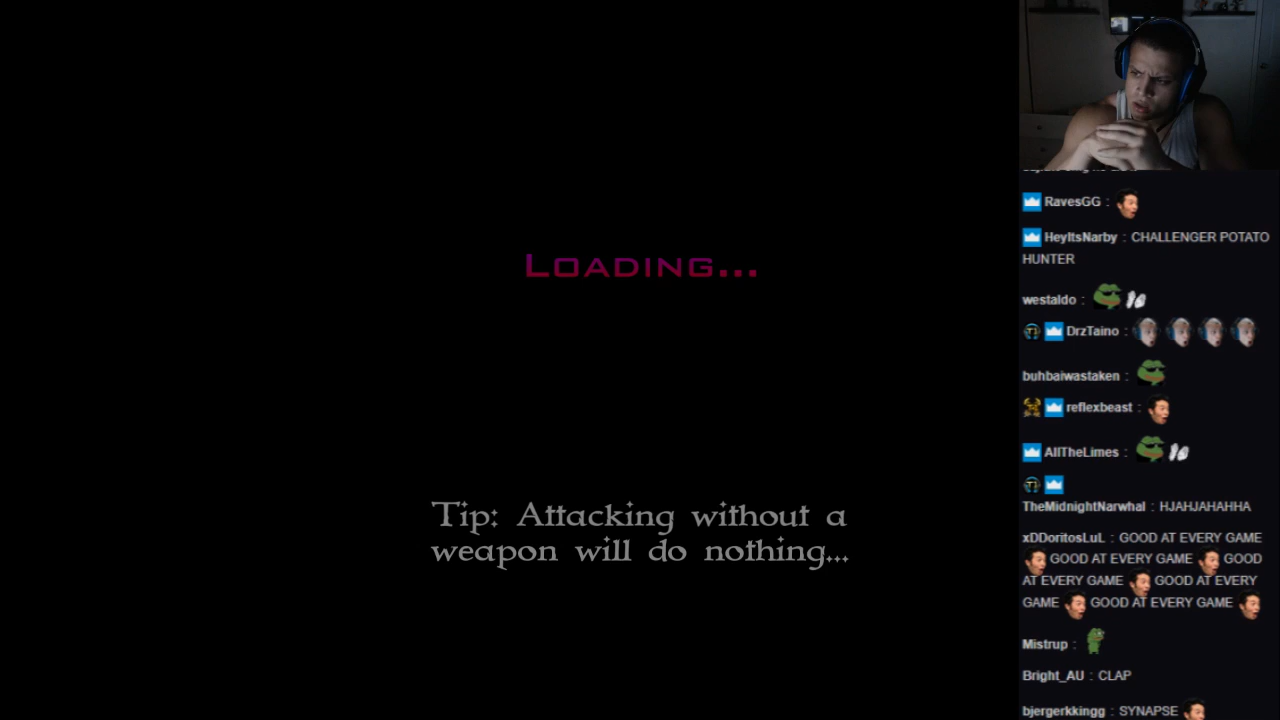 Loading...
Tip: Attacking without a
weapon will do nothing...
RavesGG :
HeyItsNarby : CHALLENGER POTATO
HUNTER
westaldo :
DrzTaino :
buhbaiwastaken :
reflexbeast :
AllTheLimes :
TheMidnightNarwhal : HJAHJAHAHHA
xDDoritosLuL : GOOD AT EVERY GAME
GOOD AT EVERY GAME GOOD
AT EVERY GAME GOOD AT EVERY
GAME GOOD AT EVERY GAME
Mistrup :
Bright_AU : CLAP
bjergerkkingg : SYNAPSE